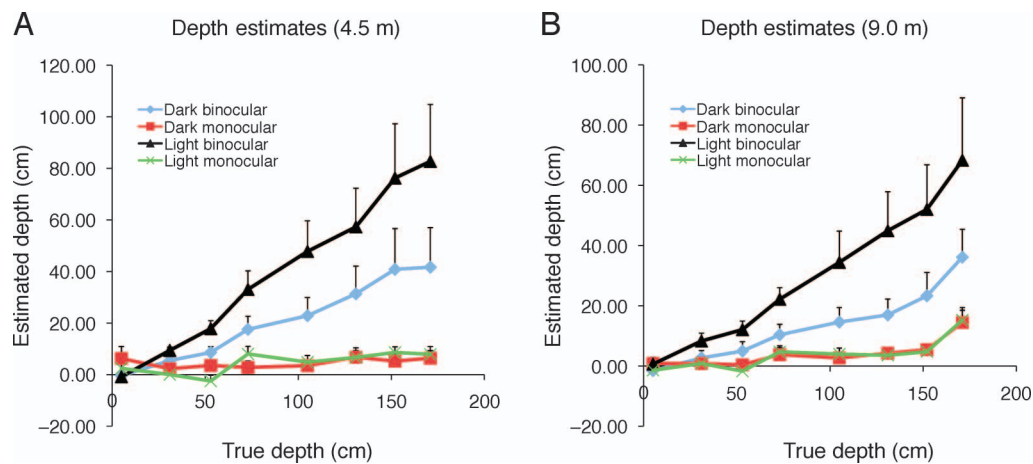 A
Depth estimates (4.5 m)
120.00
100.00
80.00
60.00
40.00
20.00
0.00
–20.00
0
50
100
150
200
Estimated depth (cm)
True depth (cm)
Dark binocular
Dark monocular
Light binocular
Light monocular
B
Depth estimates (9.0 m)
100.00
80.00
60.00
40.00
20.00
0.00
–20.00
0
50
100
150
200
Estimated depth (cm)
True depth (cm)
Dark binocular
Dark monocular
Light binocular
Light monocular